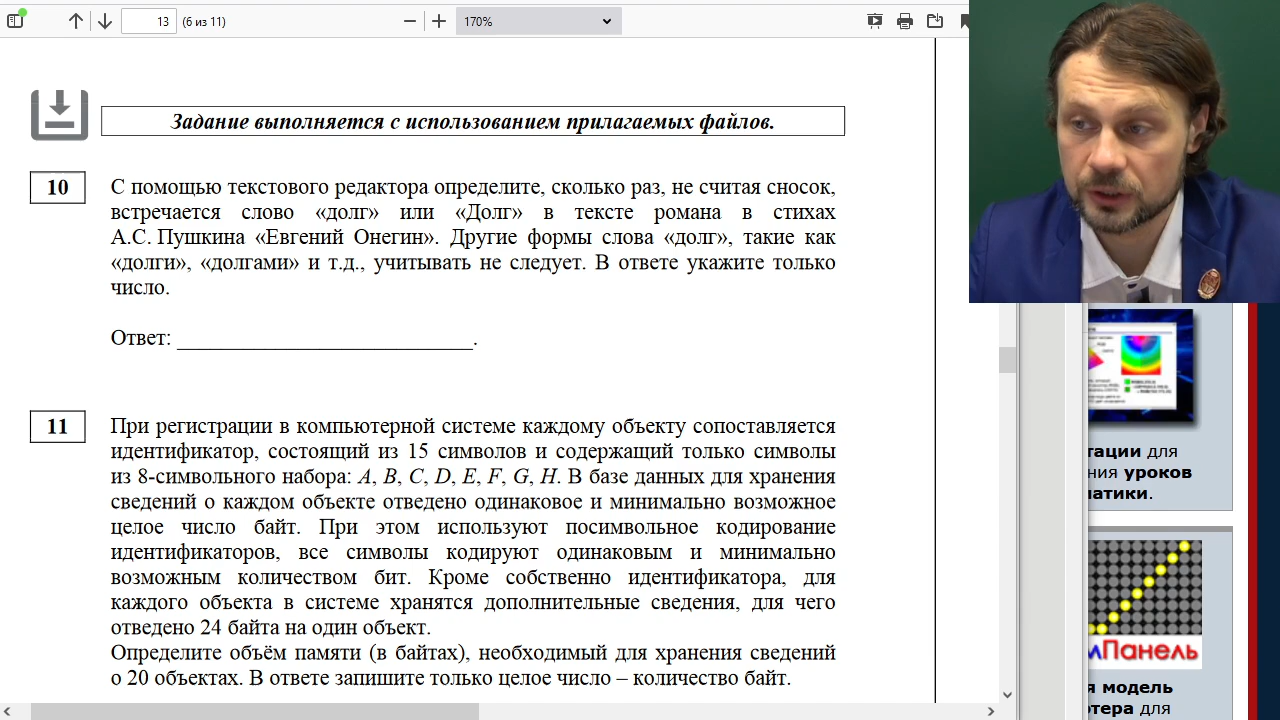 13 (6 из 11) 170%
Задание выполняется с использованием прилагаемых файлов.
10
С помощью текстового редактора определите, сколько раз, не считая сносок,
встречается слово «долг» или «Долг» в тексте романа в стихах
А.С. Пушкина «Евгений Онегин». Другие формы слова «долг», такие как
«долги», «долгами» и т.д., учитывать не следует. В ответе укажите только
число.
Ответ: ___________________________.
11
При регистрации в компьютерной системе каждому объекту сопоставляется
идентификатор, состоящий из 15 символов и содержащий только символы
из 8-символьного набора: A, B, C, D, E, F, G, H. В базе данных для хранения
сведений о каждом объекте отведено одинаковое и минимально возможное
целое число байт. При этом используют посимвольное кодирование
идентификаторов, все символы кодируют одинаковым и минимально
возможным количеством бит. Кроме собственно идентификатора, для
каждого объекта в системе хранятся дополнительные сведения, для чего
отведено 24 байта на один объект.
Определите объём памяти (в байтах), необходимый для хранения сведений
о 20 объектах. В ответе запишите только целое число – количество байт.
тации для
ния уроков
матики.
мПанель
я модель
ютера для